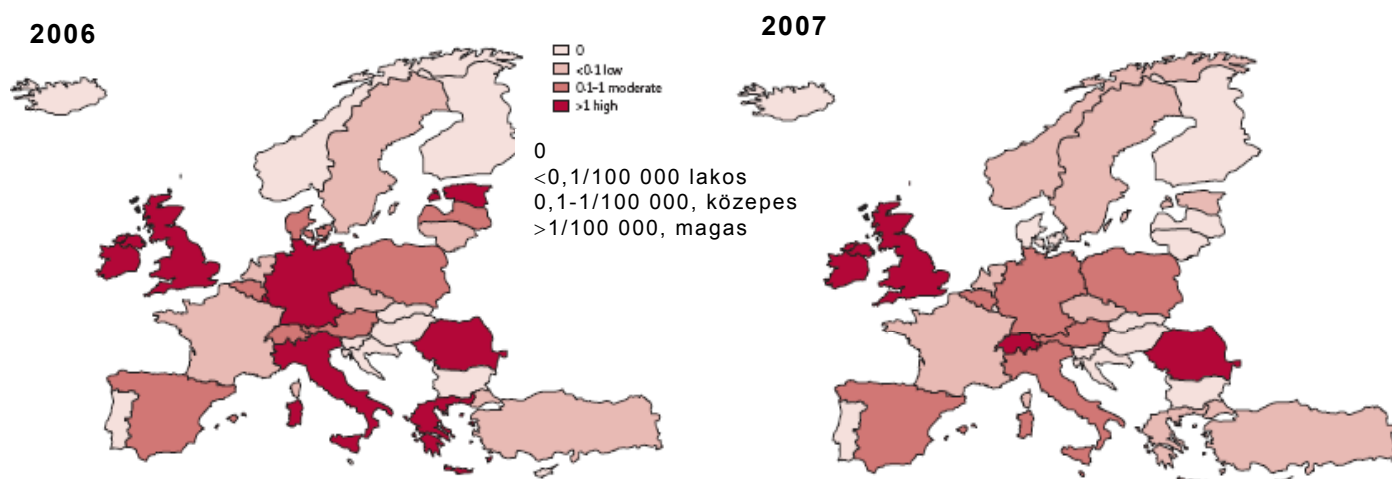 2006
0
<0·1 low
0·1–1 moderate
>1 high
0
<0,1/100 000 lakos
0,1-1/100 000, közepes
>1/100 000, magas
2007